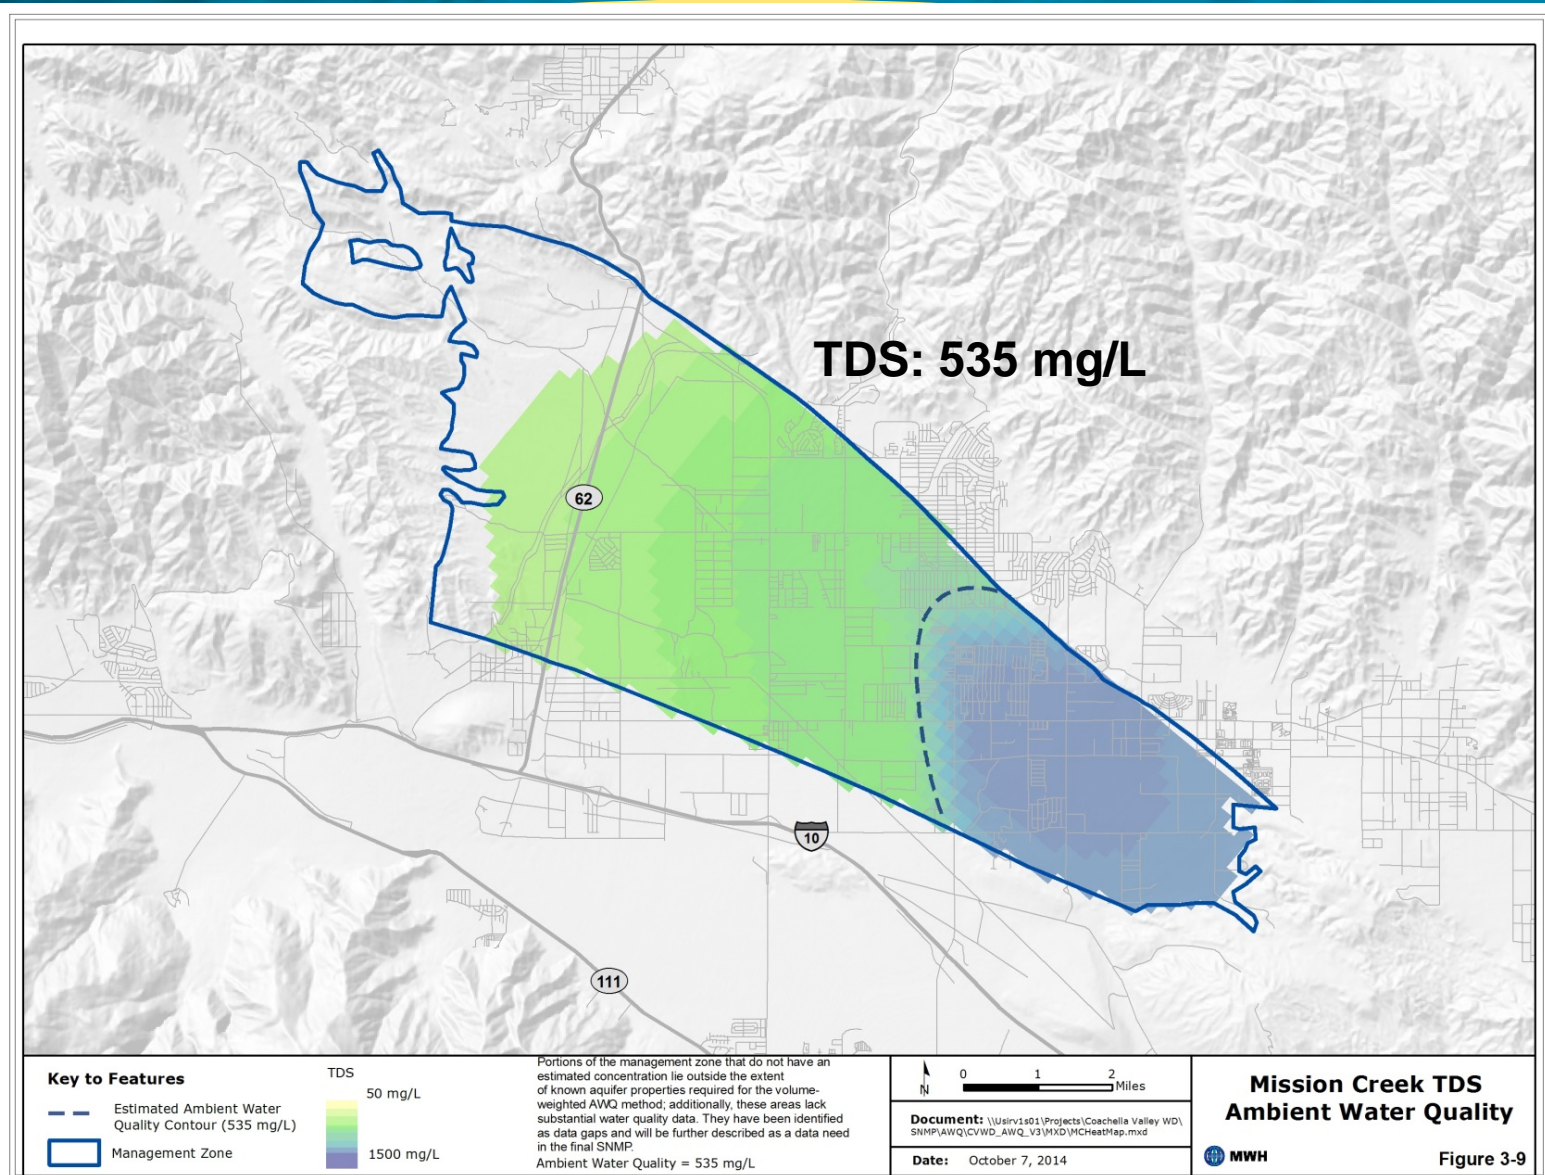 TDS: 535 mg/L
62
10
111
Key to Features
Estimated Ambient Water
Quality Contour (535 mg/L)
Management Zone
TDS
50 mg/L
1500 mg/L
Portions of the management zone that do not have an
estimated concentration lie outside the extent
of known aquifer properties required for the volume-
weighted AWQ method; additionally, these areas lack
substantial water quality data. They have been identified
as data gaps and will be further described as a data need
in the final SNMP.
Ambient Water Quality = 535 mg/L
N
0 1 2
Miles
Document: \\Usirv1s01\Projects\Coachella Valley WD\
SNMP\AWQ\CVWD_AWQ_V3\MXD\MCHeatMap.mxd
Date: October 7, 2014
Mission Creek TDS
Ambient Water Quality
MWH
Figure 3-9